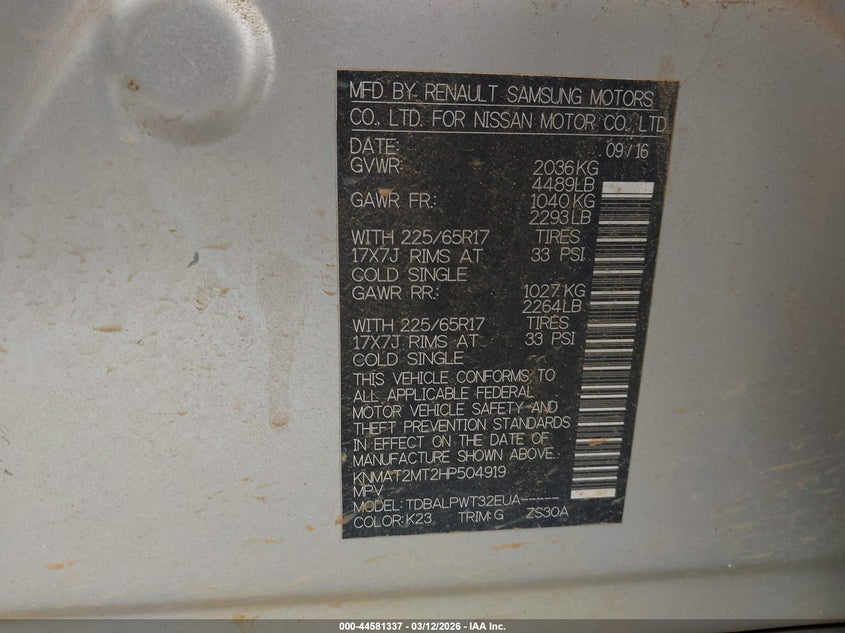 MFD BY RENAULT SAMSUNG MOTORS
CO., LTD. FOR NISSAN MOTOR CO., LTD
DATE: 09/16
GVWR: 2036KG
4489LB
GAWR FR: 1040KG
2293LB
WITH 225/65R17 TIRES
17X7J RIMS AT 33 PSI
COLD SINGLE
GAWR RR: 1027KG
2264LB
WITH 225/65R17 TIRES
17X7J RIMS AT 33 PSI
COLD SINGLE
THIS VEHICLE CONFORMS TO
ALL APPLICABLE FEDERAL
MOTOR VEHICLE SAFETY AND
THEFT PREVENTION STANDARDS
IN EFFECT ON THE DATE OF
MANUFACTURE SHOWN ABOVE.
KNMAT2MT2HP504919
MPV
MODEL: TDBALPWT32EUA-----
COLOR: K23 TRIM: G ZS30A
000-44581337 - 03/12/2026 - IAA Inc.